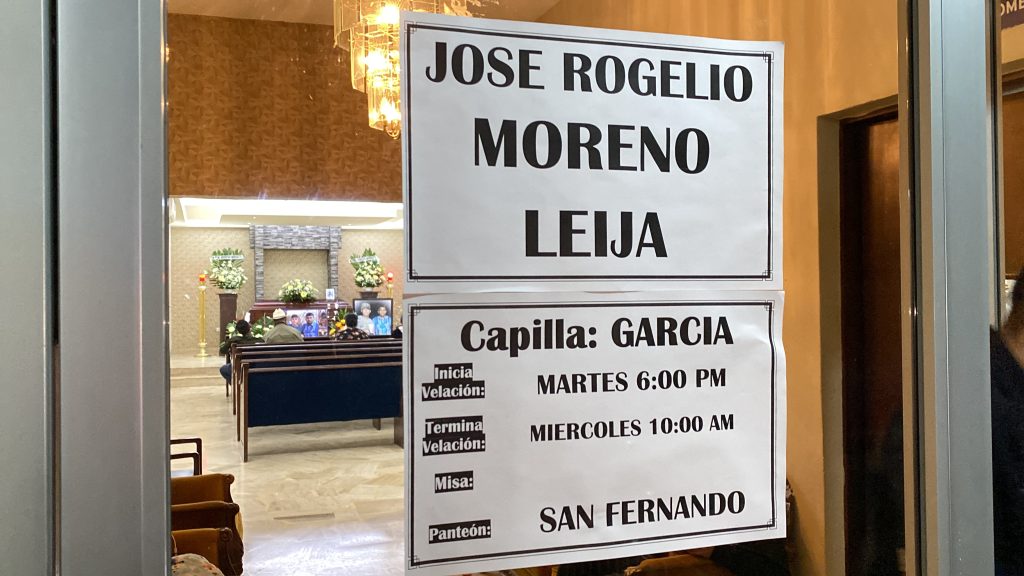 JOSE ROGELIO
MORENO
LEIJA
Capilla: GARCIA
Inicia
Velación: MARTES 6:00 PM
Termina
Velación: MIERCOLES 10:00 AM
Misa:
Panteón: SAN FERNANDO